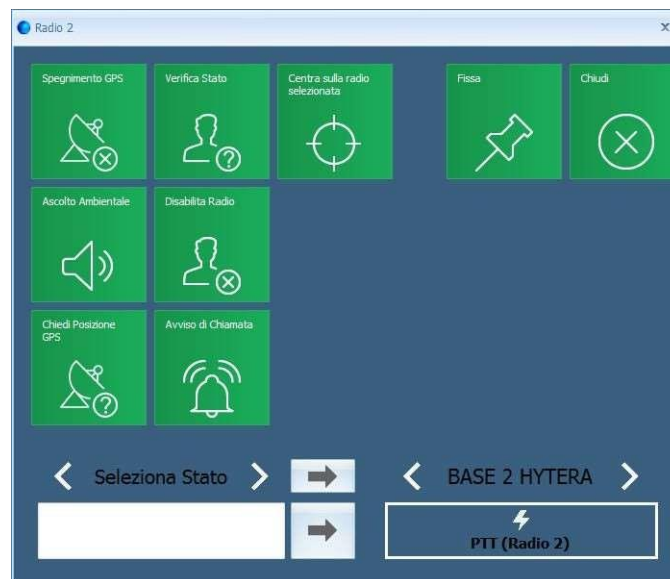 Radio 2
Spegnimento GPS
Verifica Stato
Centra sulla radio
selezionata
Fissa
Chiudi
Ascolto Ambientale
Disabilita Radio
Chiedi Posizione
GPS
Avviso di Chiamata
Seleziona Stato
BASE 2 HYTERA
PTT (Radio 2)